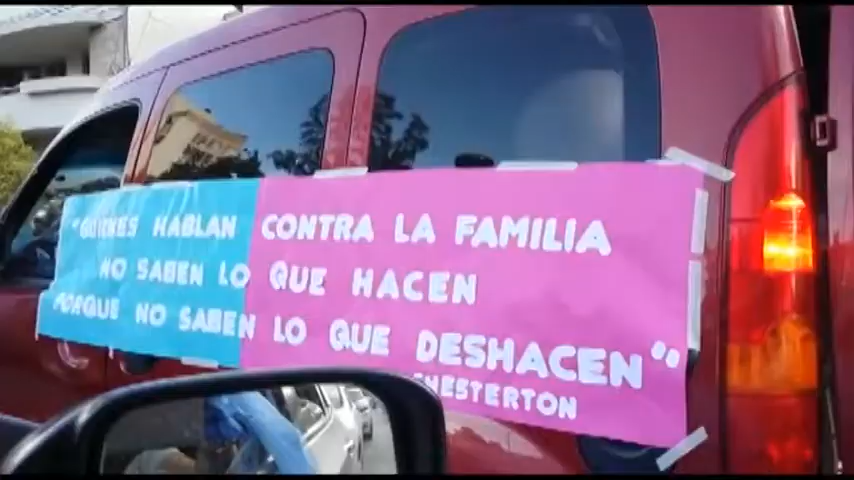 "QUIENES HABLAN CONTRA LA FAMILIA
NO SABEN LO QUE HACEN
PORQUE NO SABEN LO QUE DESHACEN"
CHESTERTON